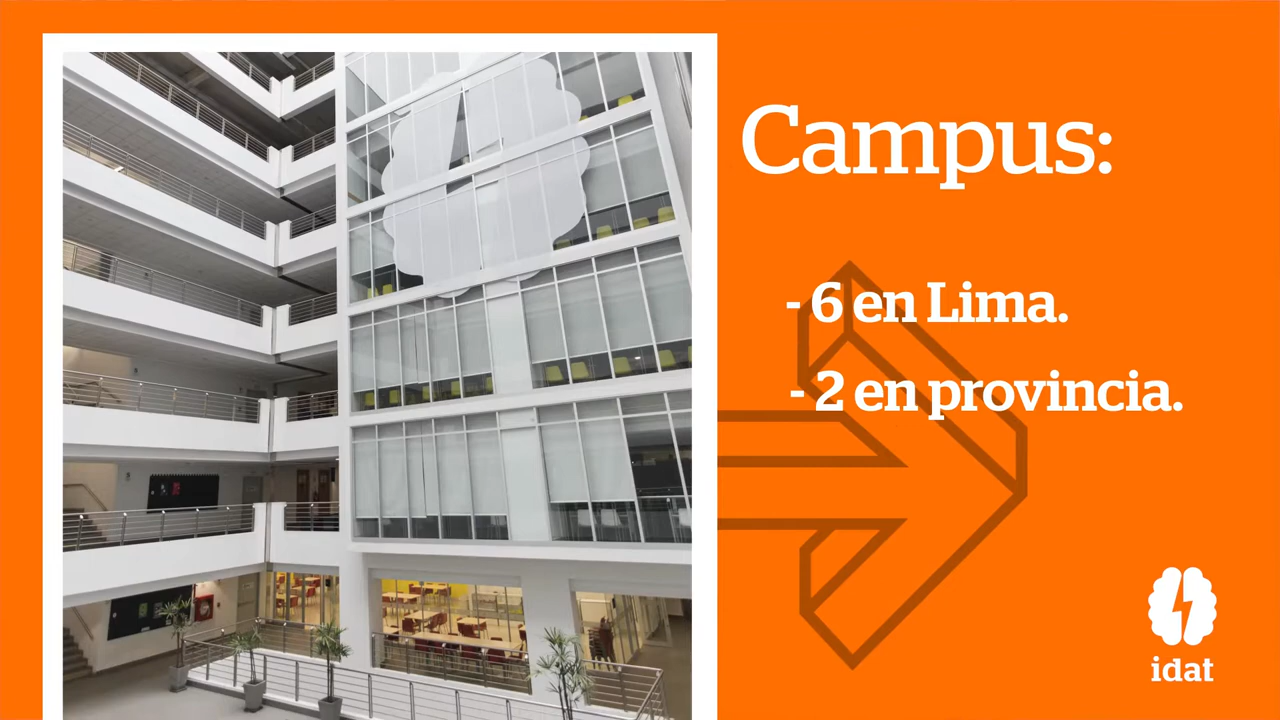 Campus:
- 6 en Lima.
- 2 en provincia.
idat